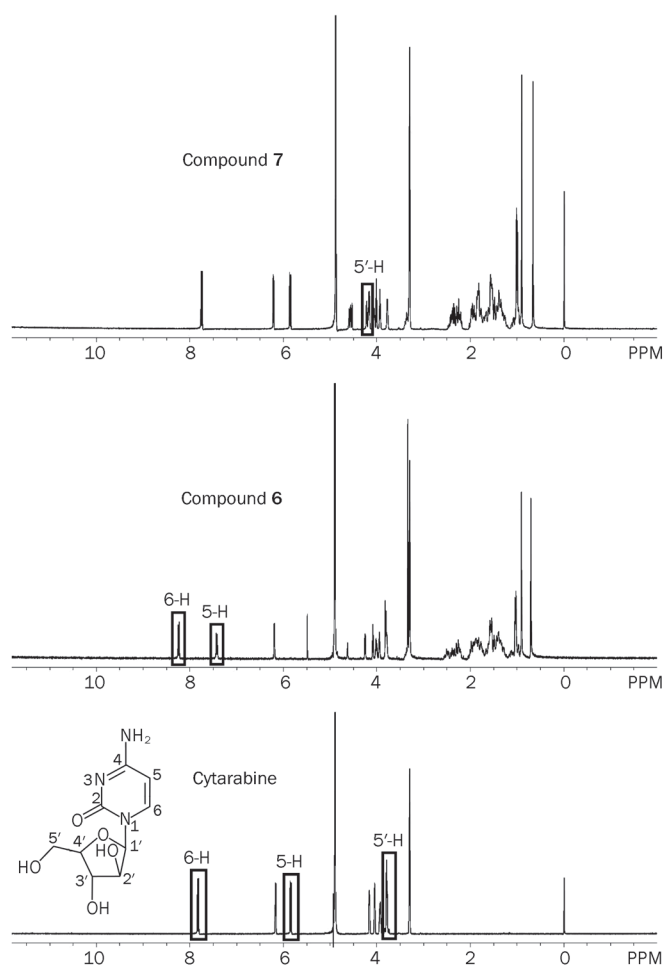 Compound 7
5′-H
10 8 6 4 2 0 PPM
Compound 6
6-H
5-H
10 8 6 4 2 0 PPM
NH2
4
N 3 5
Cytarabine
2
6
O N
1
5′ O 1′
4′ HO
HO
3′ 2′
OH
6-H
5-H
5′-H
10 8 6 4 2 0 PPM